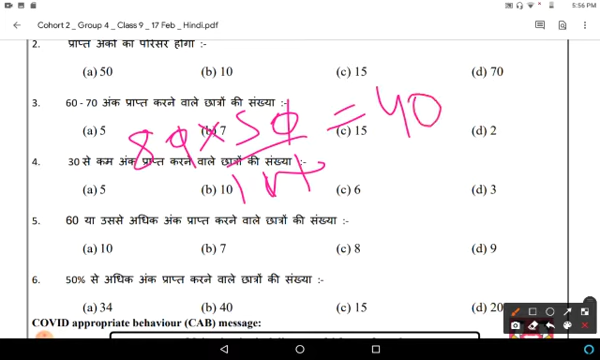 5:56 PM
Cohort 2 _ Group 4 _ Class 9 _ 17 Feb _ Hindi.pdf
2. प्राप्त अंकों का परिसर होगा :-
(a) 50 (b) 10 (c) 15 (d) 70
3. 60 - 70 अंक प्राप्त करने वाले छात्रों की संख्या :-
(a) 5 (b) 7 (c) 15 (d) 2
80 × 50 = 40
4. 30 से कम अंक प्राप्त करने वाले छात्रों की संख्या :-
(a) 5 (b) 10 (c) 6 (d) 3
5. 60 या उससे अधिक अंक प्राप्त करने वाले छात्रों की संख्या :-
(a) 10 (b) 7 (c) 8 (d) 9
6. 50% से अधिक अंक प्राप्त करने वाले छात्रों की संख्या :-
(a) 34 (b) 40 (c) 15 (d) 20
COVID appropriate behaviour (CAB) message: